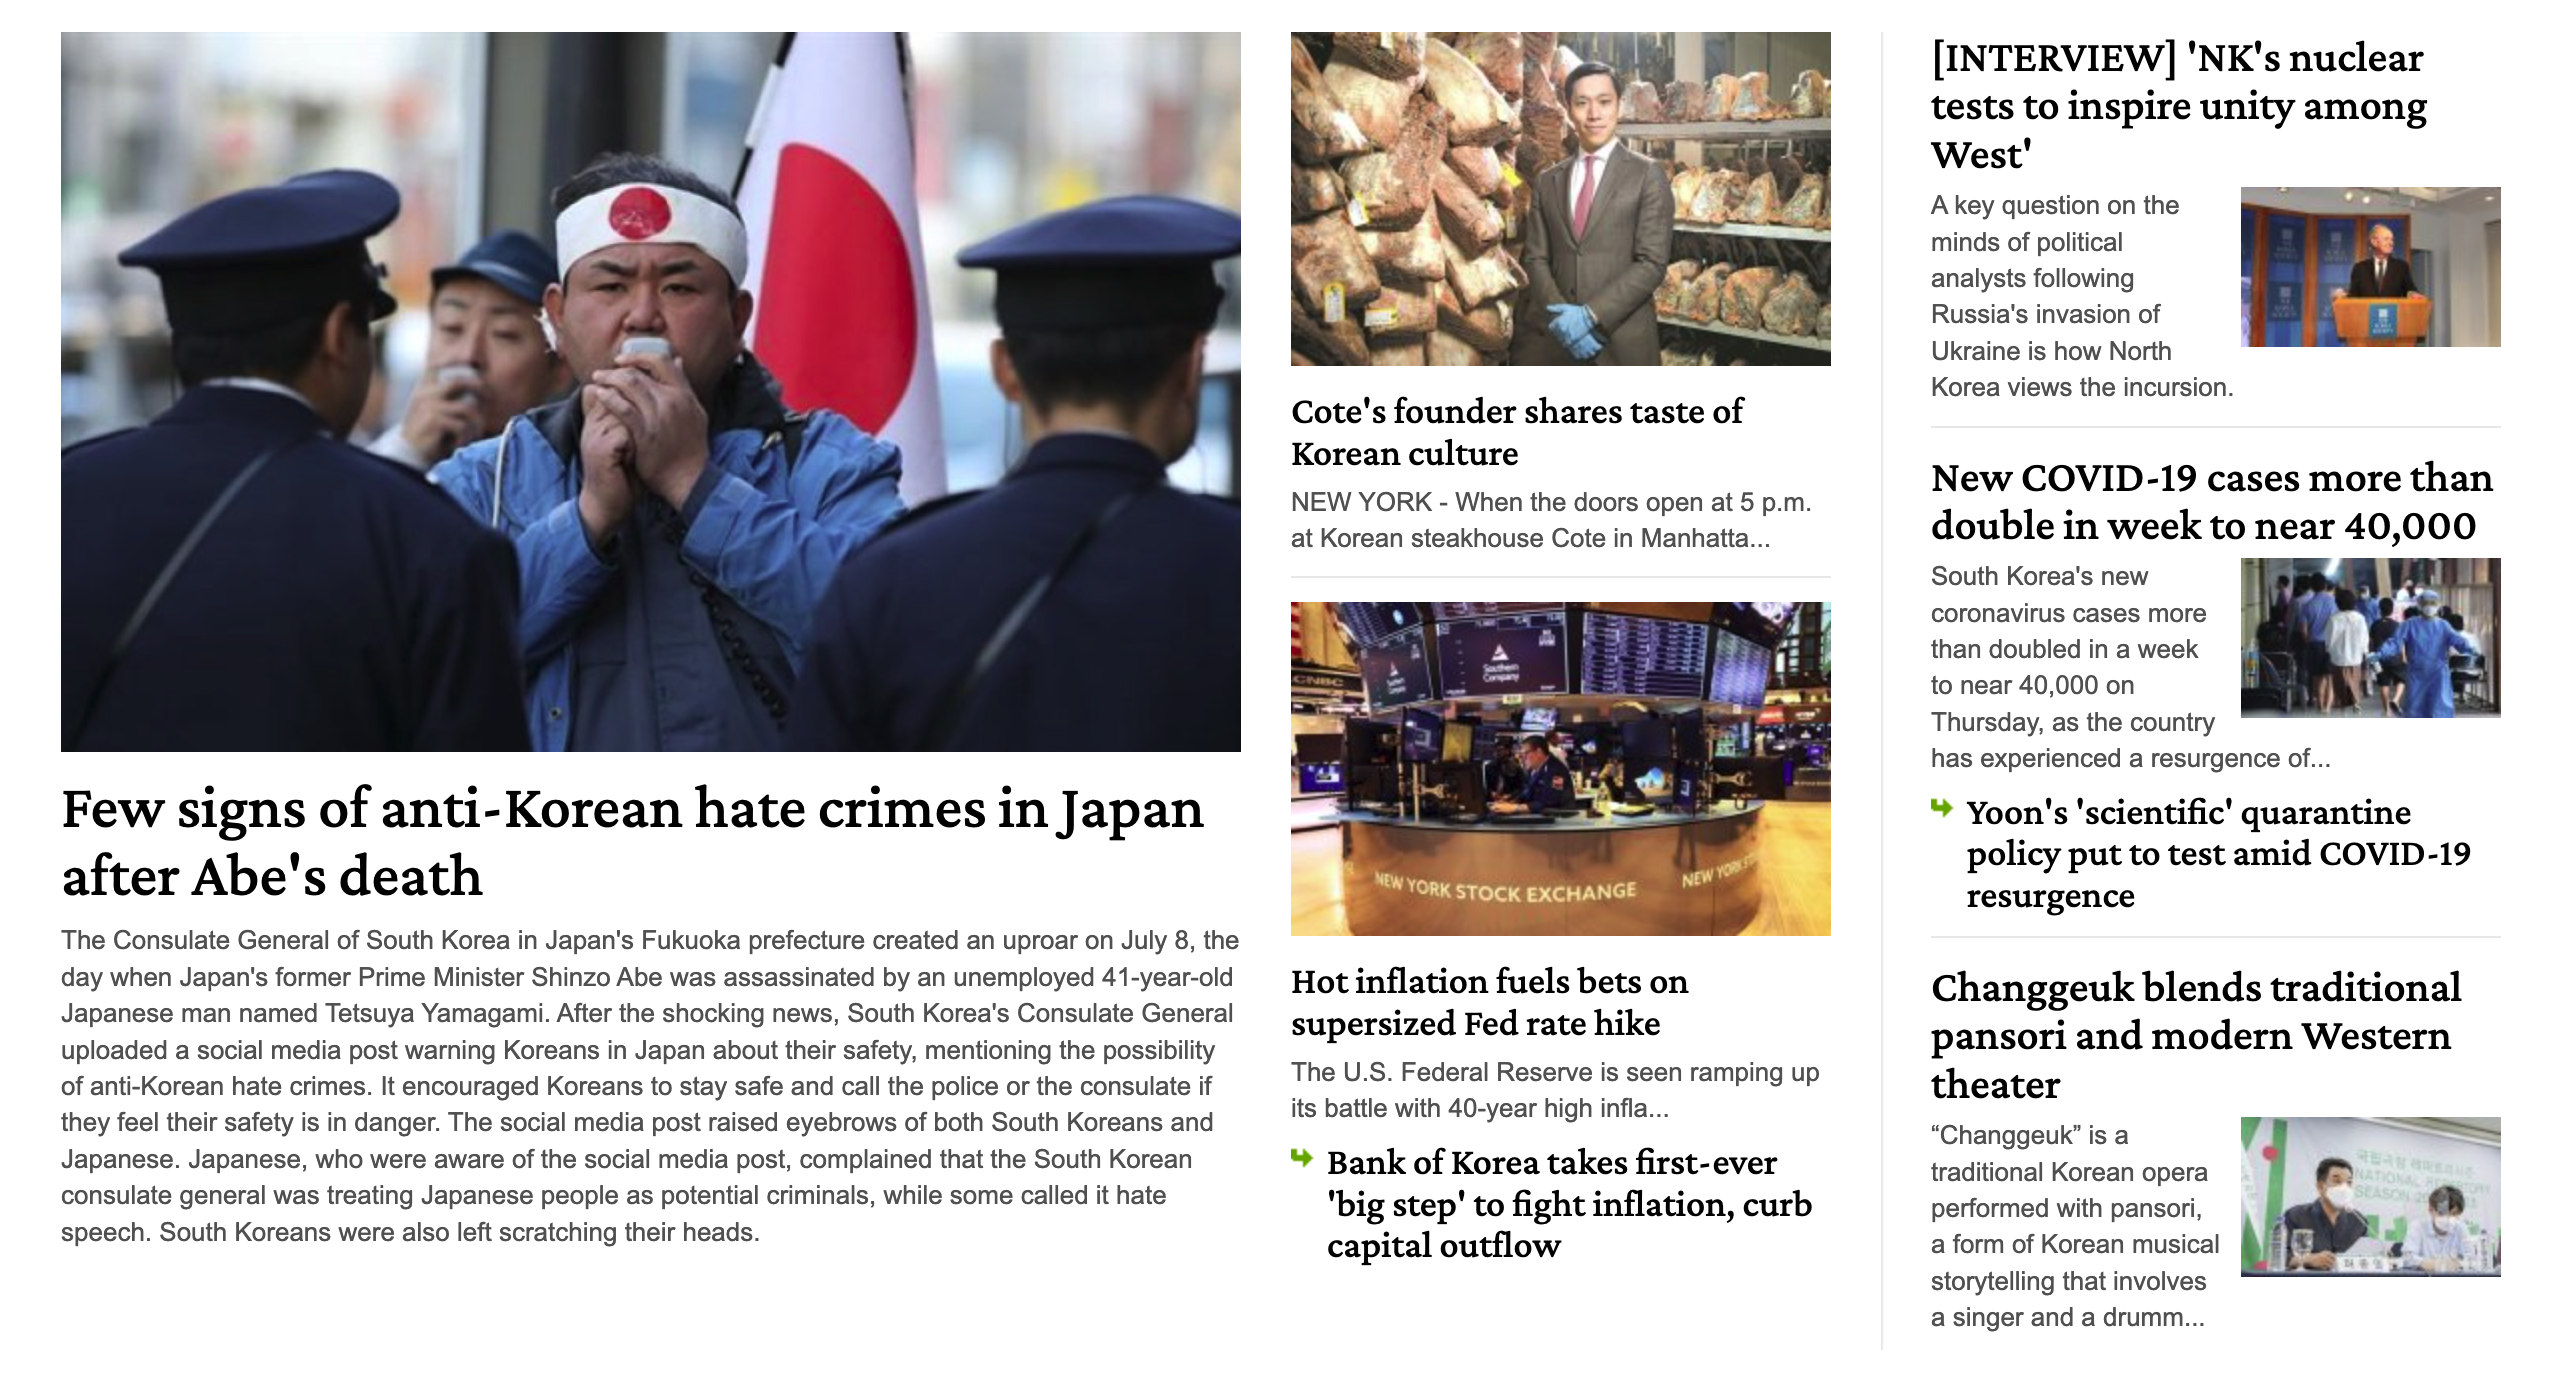 Few signs of anti-Korean hate crimes in Japan
after Abe's death
The Consulate General of South Korea in Japan's Fukuoka prefecture created an uproar on July 8, the
day when Japan's former Prime Minister Shinzo Abe was assassinated by an unemployed 41-year-old
Japanese man named Tetsuya Yamagami. After the shocking news, South Korea's Consulate General
uploaded a social media post warning Koreans in Japan about their safety, mentioning the possibility
of anti-Korean hate crimes. It encouraged Koreans to stay safe and call the police or the consulate if
they feel their safety is in danger. The social media post raised eyebrows of both South Koreans and
Japanese. Japanese, who were aware of the social media post, complained that the South Korean
consulate general was treating Japanese people as potential criminals, while some called it hate
speech. South Koreans were also left scratching their heads.
Cote's founder shares taste of
Korean culture
NEW YORK - When the doors open at 5 p.m.
at Korean steakhouse Cote in Manhatta...
CNBC
Southern
Company
NEW YORK STOCK EXCHANGE
NEW YORK
Hot inflation fuels bets on
supersized Fed rate hike
The U.S. Federal Reserve is seen ramping up
its battle with 40-year high infla...
Bank of Korea takes first-ever
'big step' to fight inflation, curb
capital outflow
[INTERVIEW] 'NK's nuclear
tests to inspire unity among
West'
A key question on the
minds of political
analysts following
Russia's invasion of
Ukraine is how North
Korea views the incursion.
New COVID-19 cases more than
double in week to near 40,000
South Korea's new
coronavirus cases more
than doubled in a week
to near 40,000 on
Thursday, as the country
has experienced a resurgence of...
Yoon's 'scientific' quarantine
policy put to test amid COVID-19
resurgence
Changgeuk blends traditional
pansori and modern Western
theater
“Changgeuk” is a
traditional Korean opera
performed with pansori,
a form of Korean musical
storytelling that involves
a singer and a drumm...
국립극장 레퍼토리시즌
NATIONAL REPERTORY
SEASON